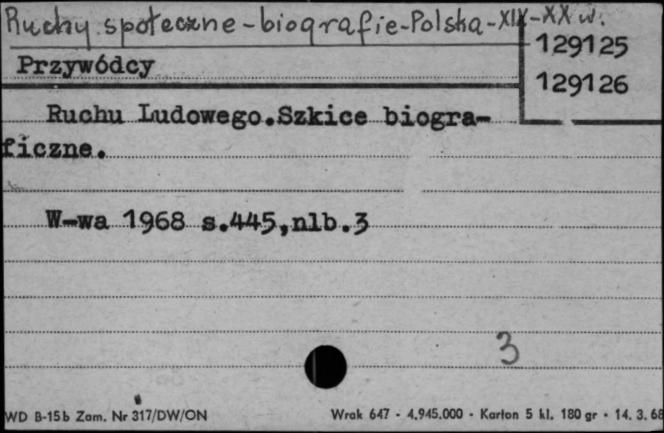 Ruchy społeczne-biografie-Polska-XIX-XX w.
129125
Przywódcy
129126
Ruchu Ludowego.Szkice biogra-
ficzne.
W-wa 1968 s.445,nlb.3
3
WD B-15b Zam. Nr 317/DW/ON Wrak 647 - 4.945.000 - Karton 5 kl. 180 gr - 14. 3. 68